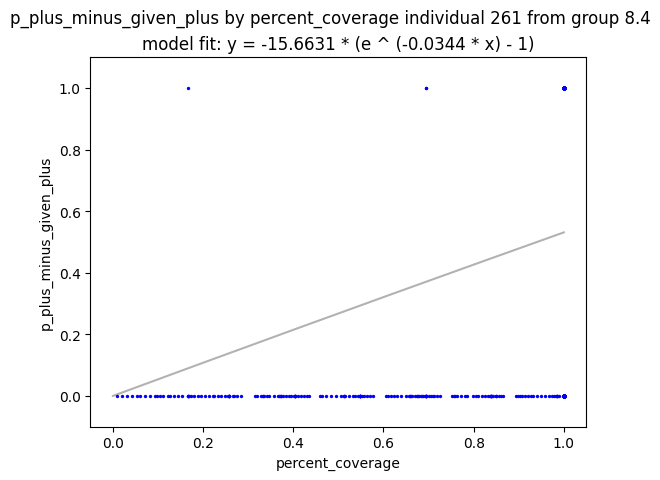 p_plus_minus_given_plus by percent_coverage individual 261 from group 8.4
model fit: y = -15.6631 * (e ^ (-0.0344 * x) - 1)
p_plus_minus_given_plus
1.0
0.8
0.6
0.4
0.2
0.0
0.0 0.2 0.4 0.6 0.8 1.0
percent_coverage